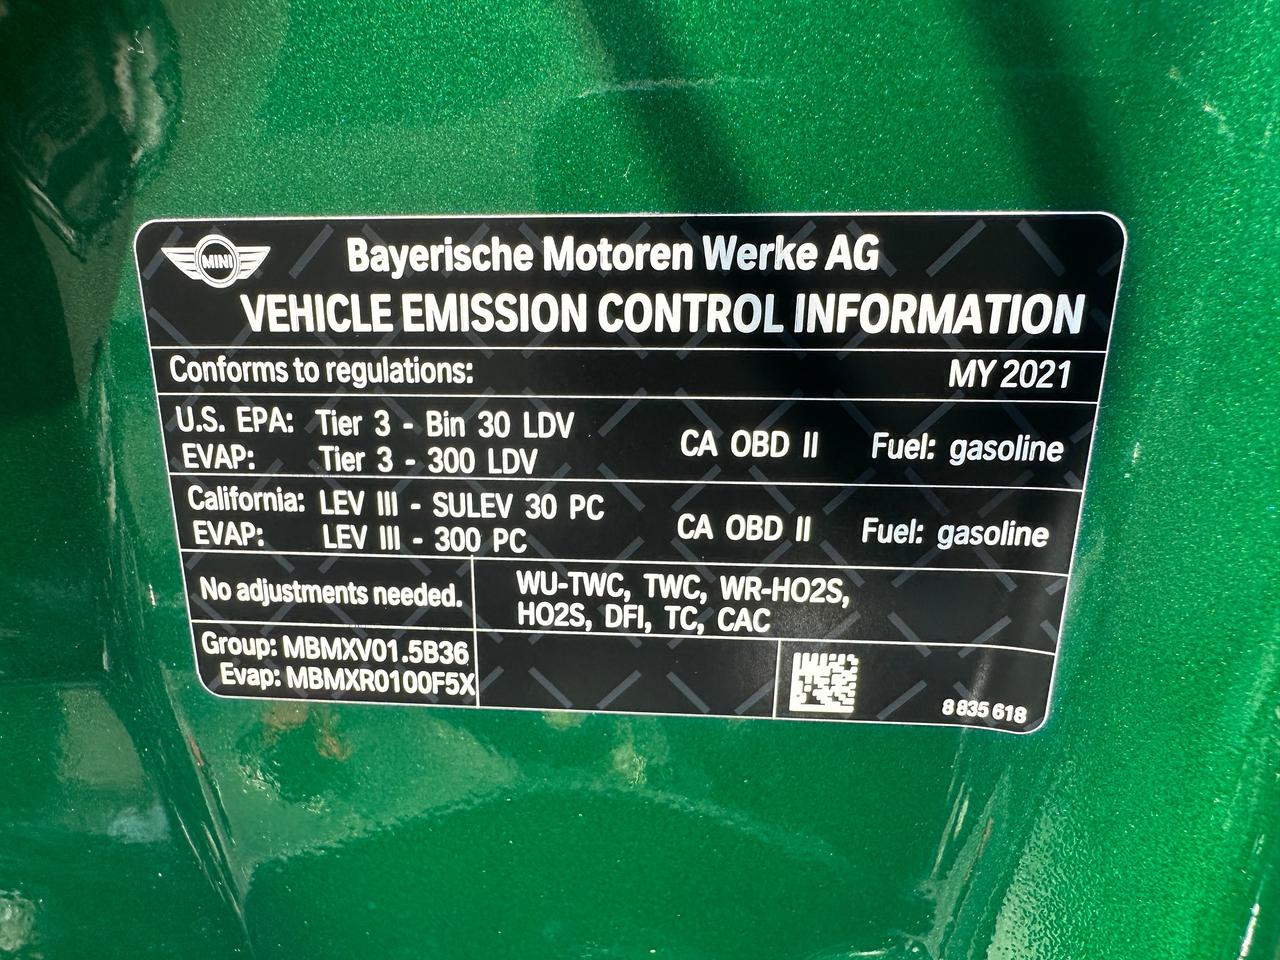 MINI
Bayerische Motoren Werke AG
VEHICLE EMISSION CONTROL INFORMATION
Conforms to regulations: MY 2021
U.S. EPA: Tier 3 - Bin 30 LDV CA OBD II Fuel: gasoline
EVAP: Tier 3 - 300 LDV
California: LEV III - SULEV 30 PC CA OBD II Fuel: gasoline
EVAP: LEV III - 300 PC
No adjustments needed.
WU-TWC, TWC, WR-HO2S,
HO2S, DFI, TC, CAC
Group: MBMXV01.5B36
Evap: MBMXR0100F5X
8 835 618